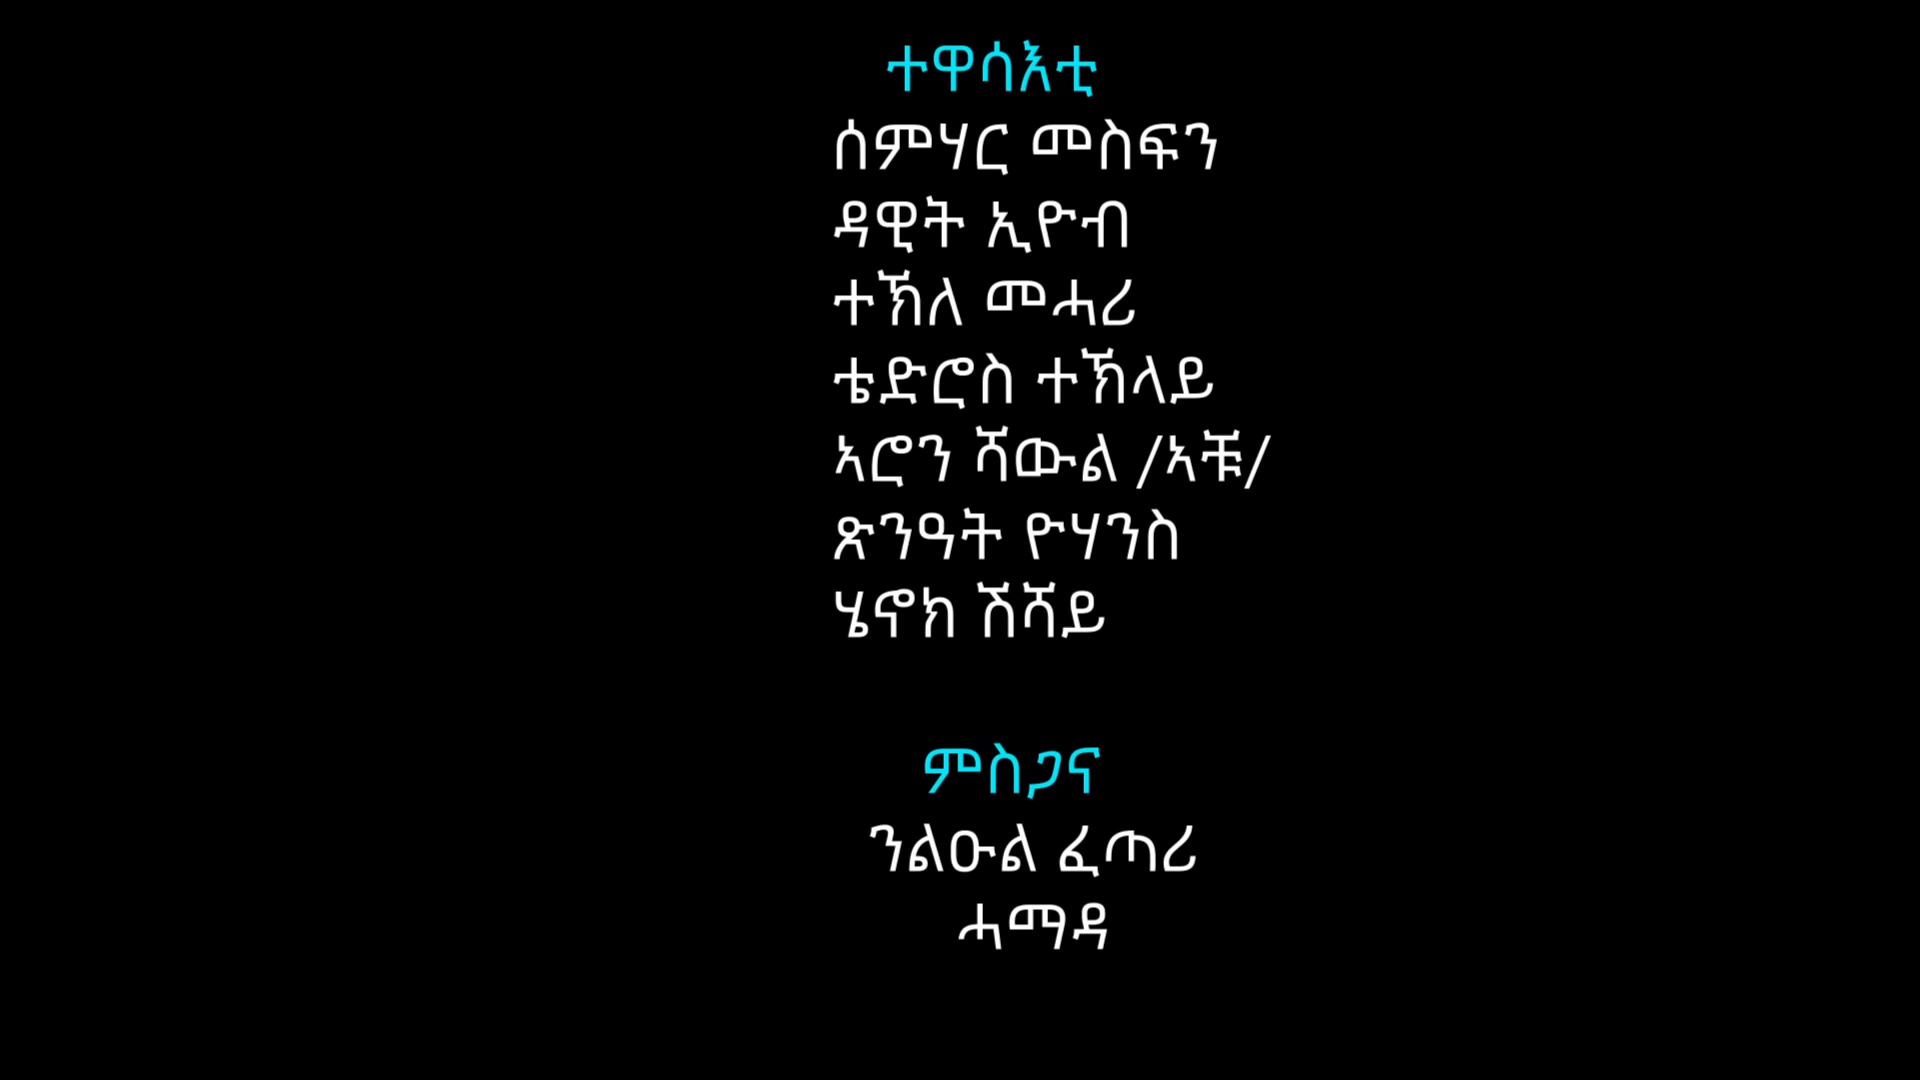 ተዋሳእቲ
ሰምሃር መስፍን
ዳዊት ኢዮብ
ተኽለ መሓሪ
ቴድሮስ ተኽላይ
ኣሮን ሻውል /ኣቹ/
ጽንዓት ዮሃንስ
ሄኖክ ሽሻይ
ምስጋና
ንልዑል ፈጣሪ
ሓማዳ